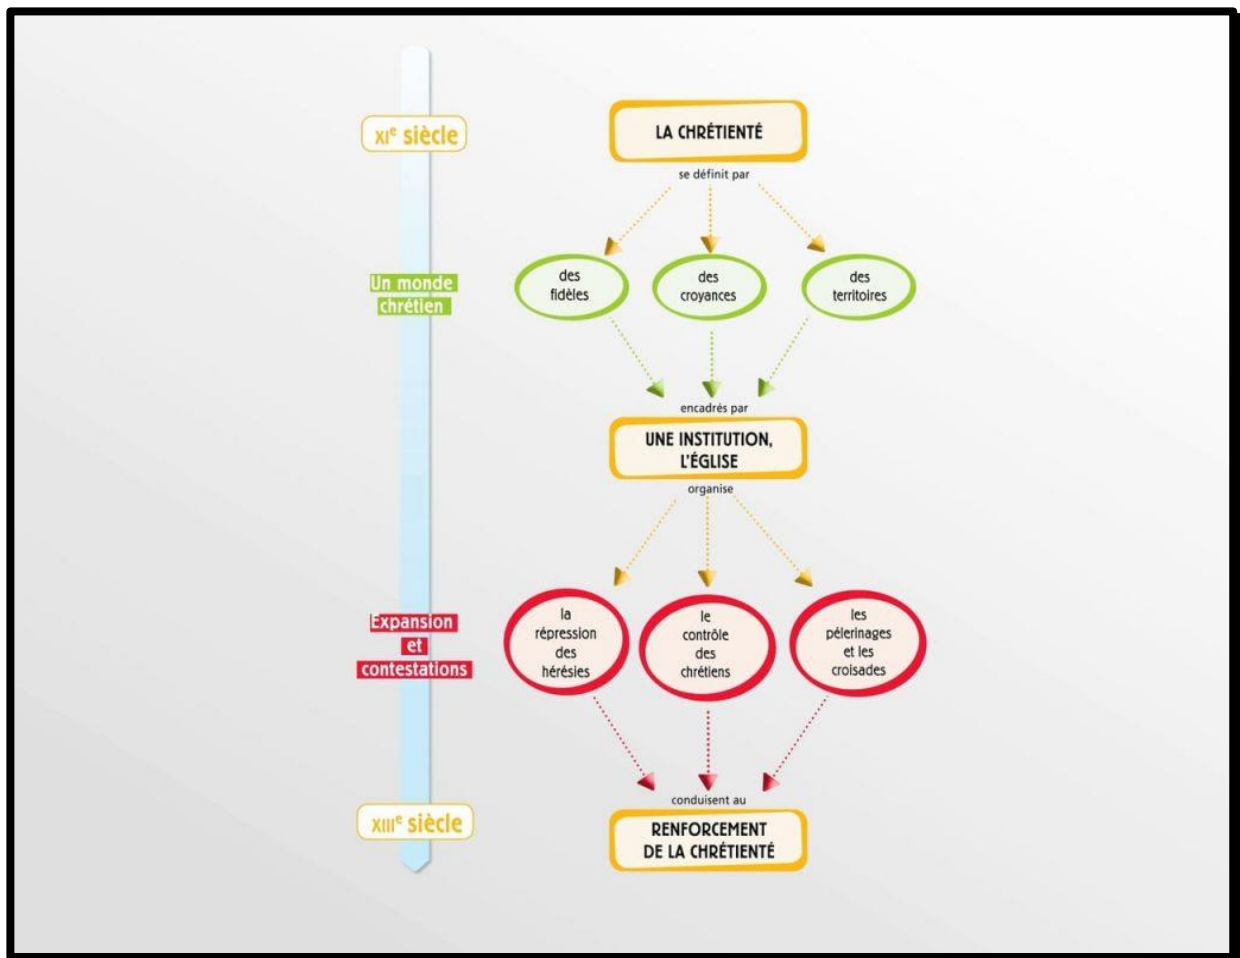 XIe siècle
LA CHRÉTIENTÉ
se définit par
Un monde
chrétien
des
fidèles
des
croyances
des
territoires
encadrés par
UNE INSTITUTION,
L'ÉGLISE
organise
Expansion
et
contestations
la
répression
des
hérésies
le
contrôle
des
chrétiens
les
pélerinages
et les
croisades
conduisent au
XIIIe siècle
RENFORCEMENT
DE LA CHRÉTIENTÉ